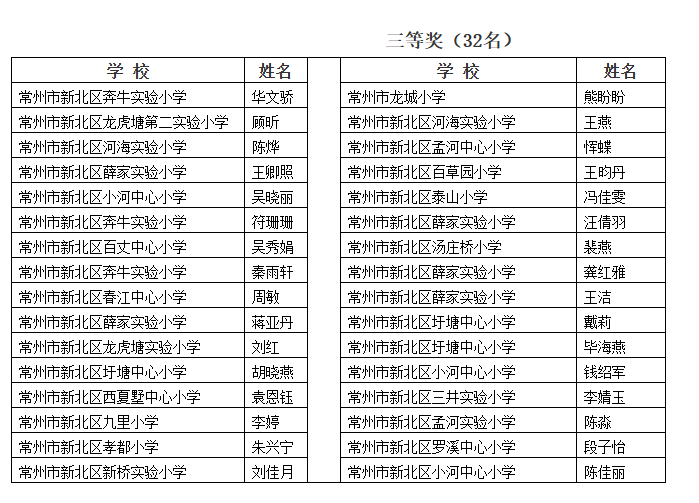 三等奖（32名）
学 校 姓名 学 校 姓名
常州市新北区奔牛实验小学 华文骄 常州市龙城小学 熊盼盼
常州市新北区龙虎塘第二实验小学 顾昕 常州市新北区河海实验小学 王燕
常州市新北区河海实验小学 陈烨 常州市新北区孟河中心小学 恽蝶
常州市新北区薛家实验小学 王卿照 常州市新北区百草园小学 王昀丹
常州市新北区小河中心小学 吴晓丽 常州市新北区泰山小学 冯佳雯
常州市新北区奔牛实验小学 符珊珊 常州市新北区薛家实验小学 汪倩羽
常州市新北区百丈中心小学 吴秀娟 常州市新北区汤庄桥小学 裴燕
常州市新北区奔牛实验小学 秦雨轩 常州市新北区薛家实验小学 龚红雅
常州市新北区春江中心小学 周敏 常州市新北区薛家实验小学 王洁
常州市新北区薛家实验小学 蒋亚丹 常州市新北区圩塘中心小学 戴莉
常州市新北区龙虎塘实验小学 刘红 常州市新北区圩塘中心小学 毕海燕
常州市新北区圩塘中心小学 胡晓燕 常州市新北区小河中心小学 钱绍军
常州市新北区西夏墅中心小学 袁恩钰 常州市新北区三井实验小学 李婧玉
常州市新北区九里小学 李婷 常州市新北区孟河实验小学 陈淼
常州市新北区孝都小学 朱兴宁 常州市新北区罗溪中心小学 段子怡
常州市新北区新桥实验小学 刘佳月 常州市新北区小河中心小学 陈佳丽